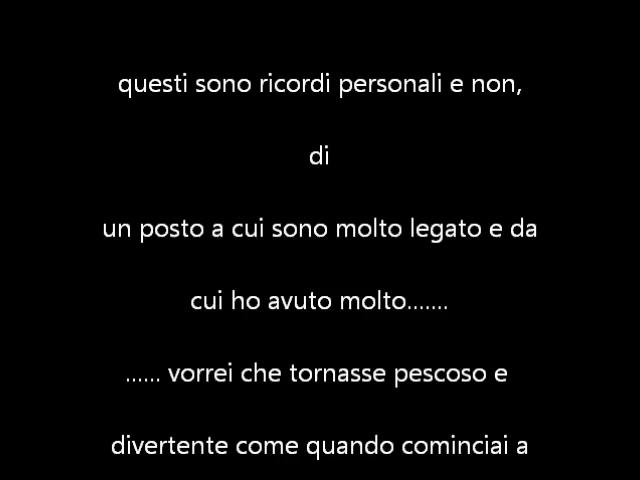 questi sono ricordi personali e non,
di
un posto a cui sono molto legato e da
cui ho avuto molto.......
...... vorrei che tornasse pescoso e
divertente come quando cominciai a